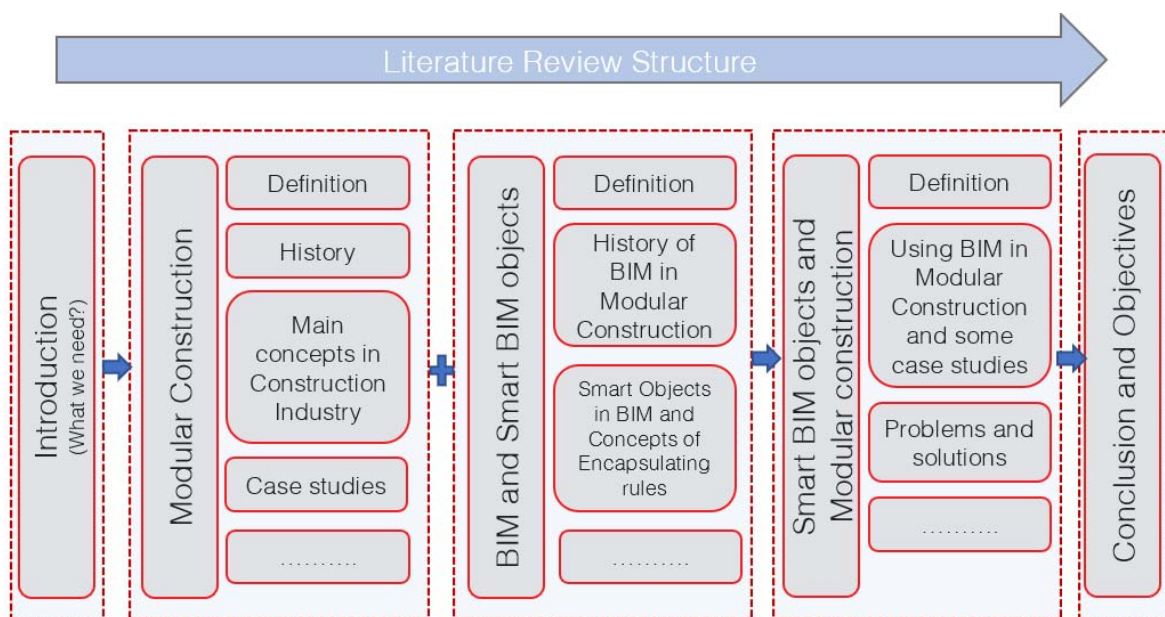 Literature Review Structure
Introduction
(What we need?)
Modular Construction
Definition
History
Main
concepts in
Construction
Industry
Case studies
..........
BIM and Smart BIM objects
Definition
History of
BIM in
Modular
Construction
Smart Objects
in BIM and
Concepts of
Encapsulating
rules
..........
Smart BIM objects and
Modular construction
Definition
Using BIM in
Modular
Construction
and some
case studies
Problems and
solutions
..........
Conclusion and Objectives